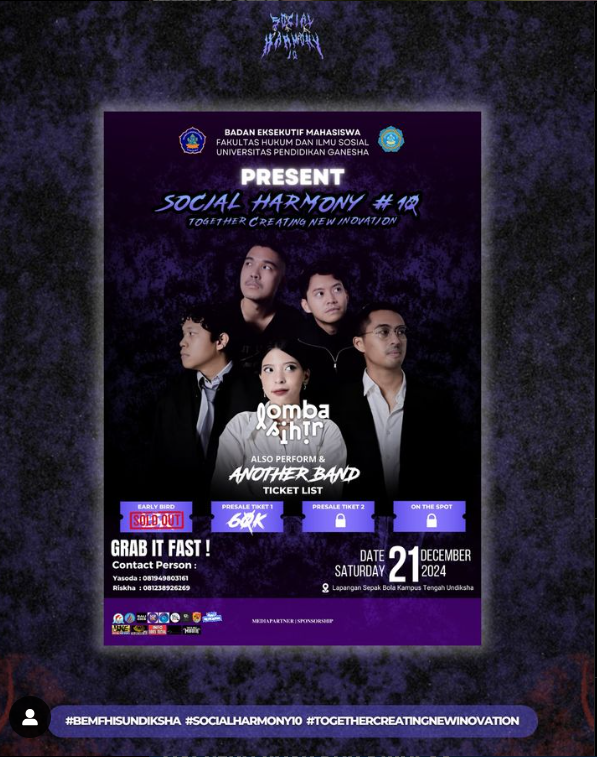 SOCIAL
HARMONY
10
BADAN EKSEKUTIF MAHASISWA
FAKULTAS HUKUM DAN ILMU SOSIAL
UNIVERSITAS PENDIDIKAN GANESHA
PRESENT
SOCIAL HARMONY #10
TOGETHER CREATING NEW INOVATION
lomba
sihir
ALSO PERFORM &
ANOTHER BAND
TICKET LIST
EARLY BIRD
SOLD OUT
PRESALE TIKET 1
60K
PRESALE TIKET 2
ON THE SPOT
GRAB IT FAST !
Contact Person :
Yasoda : 081949803161
Riskha : 081238926269
DATE
SATURDAY
21
DECEMBER
2024
Lapangan Sepak Bola Kampus Tengah Undiksha
MEDIAPARTNER | SPONSORSHIP
#BEMFHISUNDIKSHA #SOCIALHARMONY10 #TOGETHERCREATINGNEWINOVATION